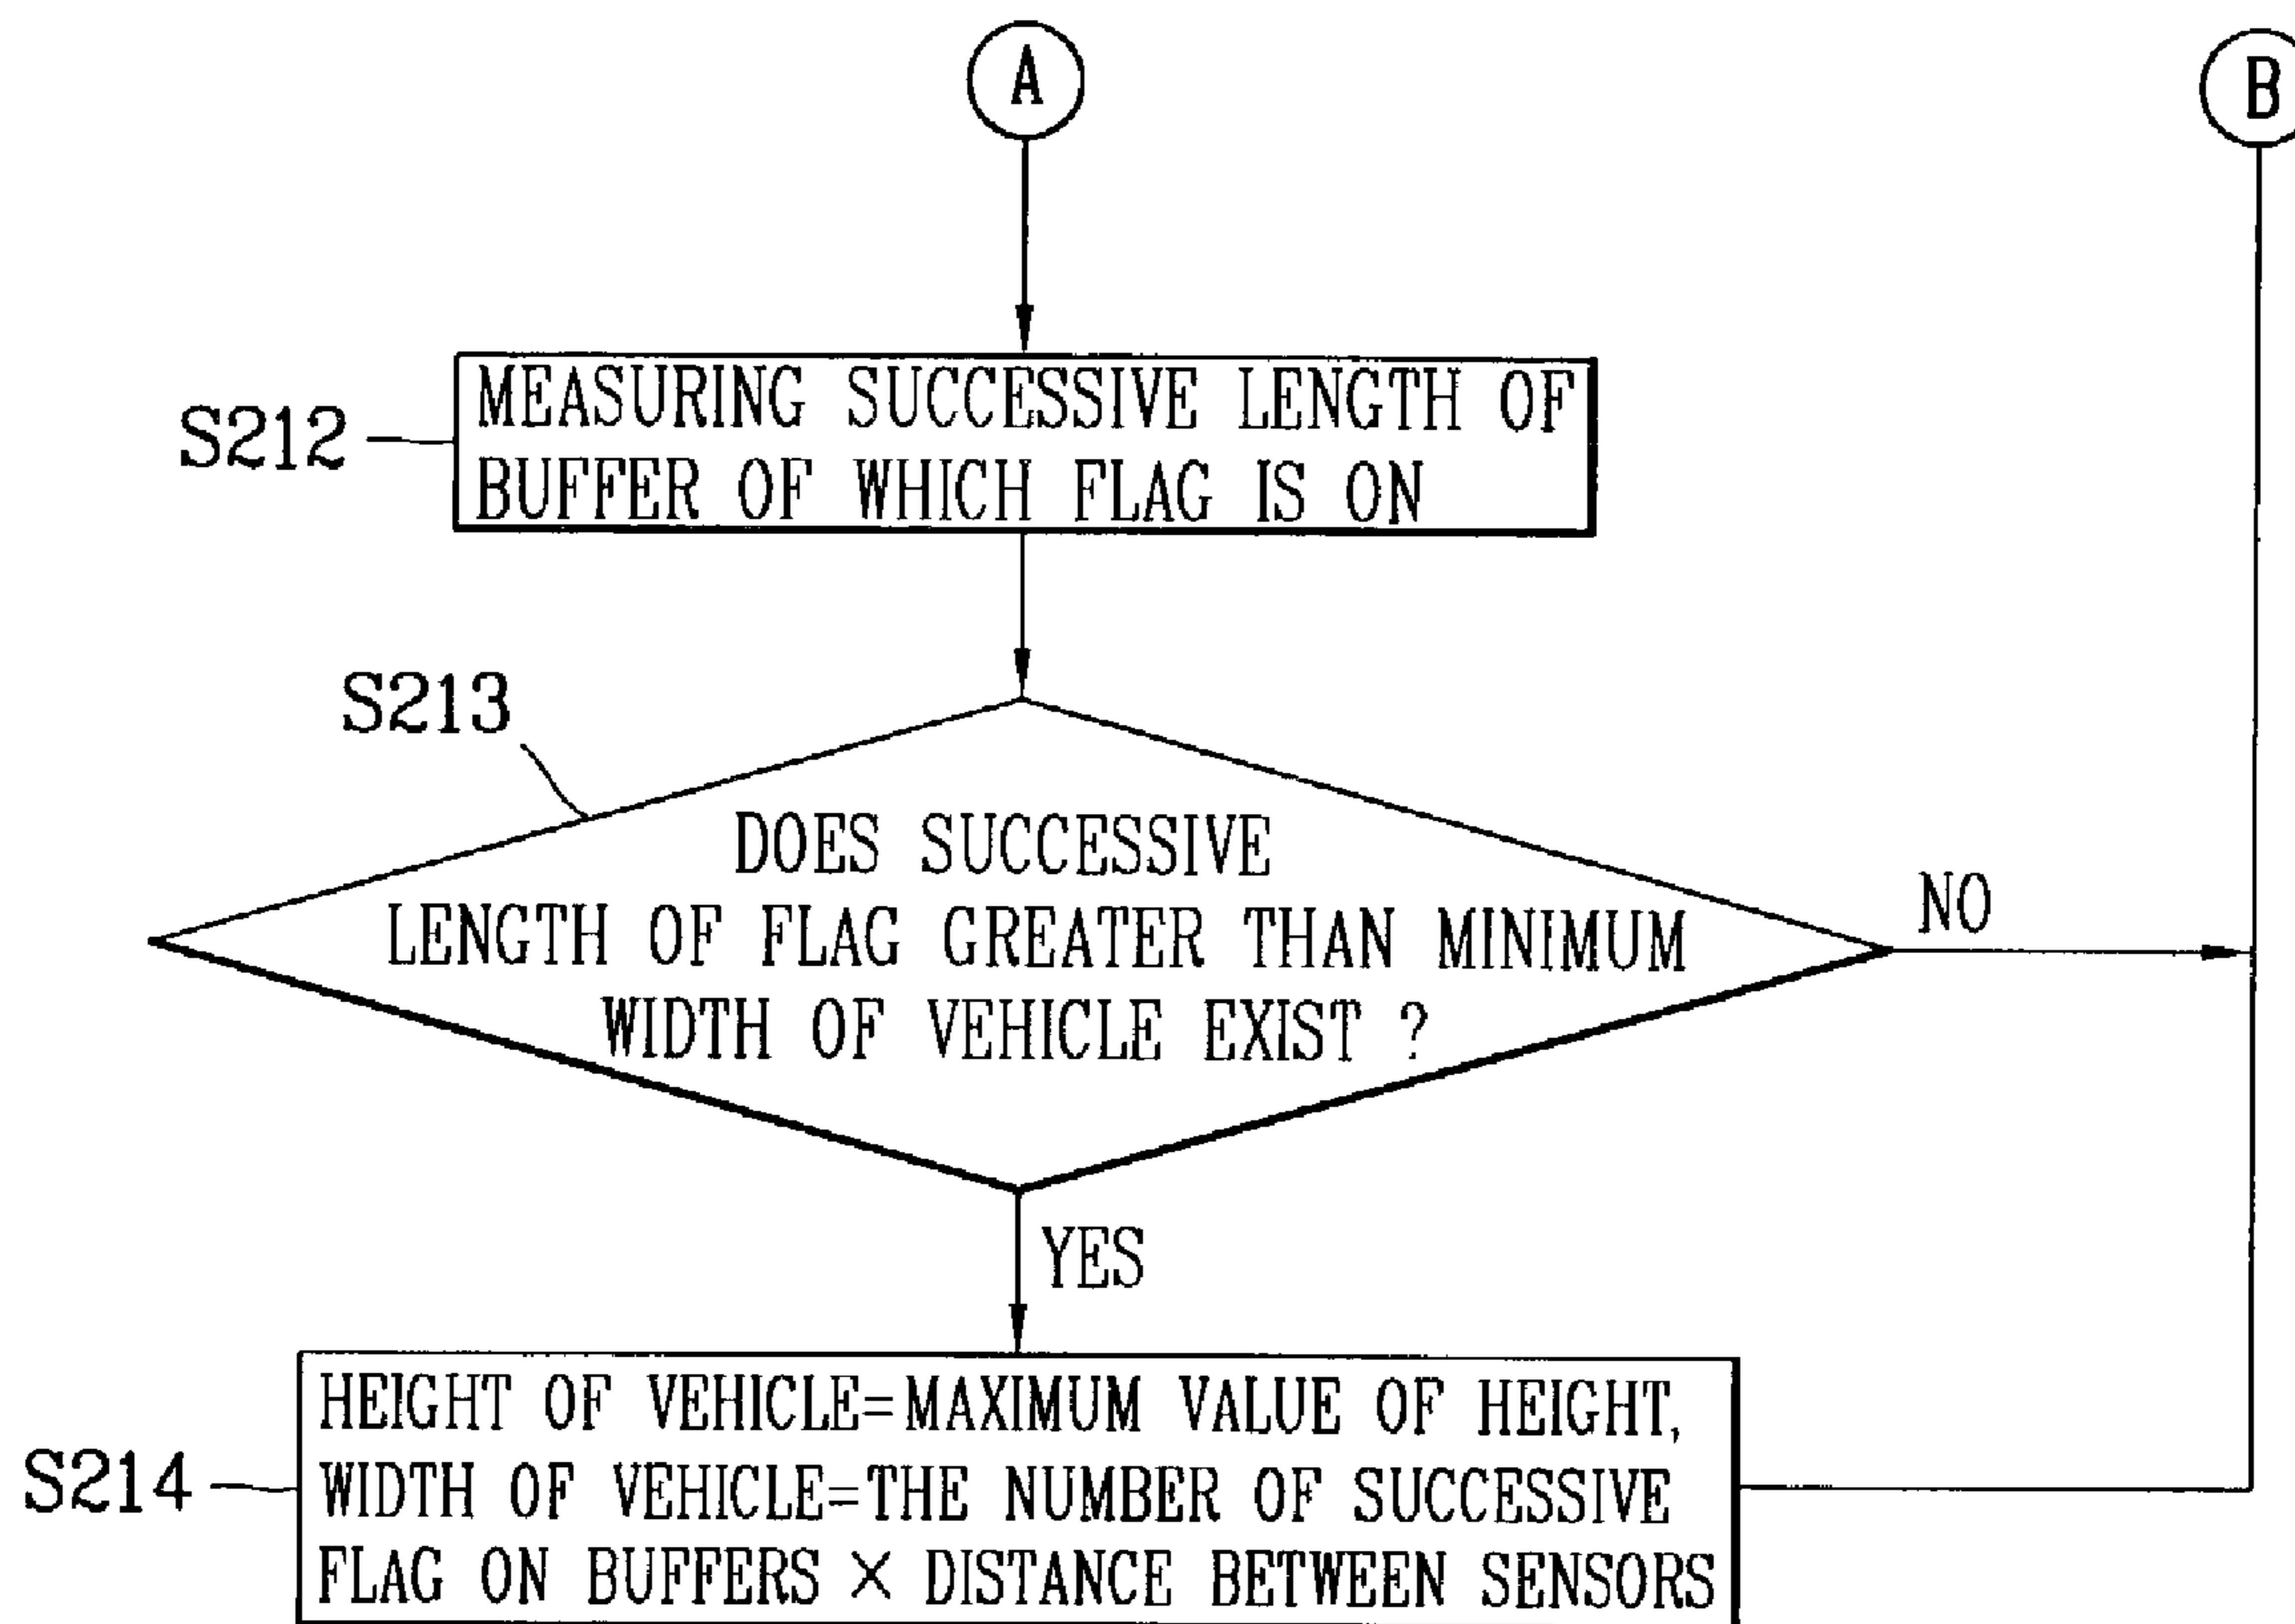 A
B
S212
MEASURING SUCCESSIVE LENGTH OF
BUFFER OF WHICH FLAG IS ON
S213
DOES SUCCESSIVE
LENGTH OF FLAG GREATER THAN MINIMUM
WIDTH OF VEHICLE EXIST ?
NO
YES
S214
HEIGHT OF VEHICLE=MAXIMUM VALUE OF HEIGHT,
WIDTH OF VEHICLE=THE NUMBER OF SUCCESSIVE
FLAG ON BUFFERS × DISTANCE BETWEEN SENSORS